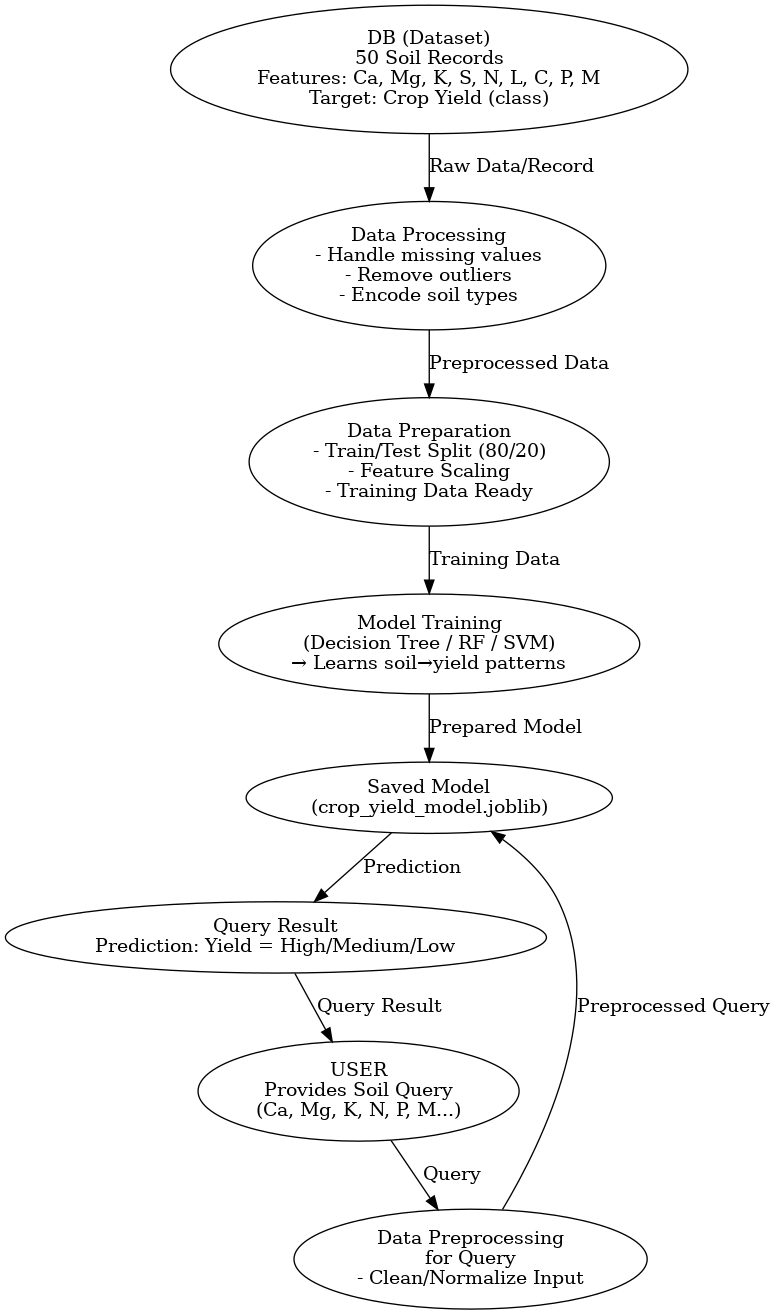 DB (Dataset)
50 Soil Records
Features: Ca, Mg, K, S, N, L, C, P, M
Target: Crop Yield (class)
Raw Data/Record
Data Processing
- Handle missing values
- Remove outliers
- Encode soil types
Preprocessed Data
Data Preparation
- Train/Test Split (80/20)
- Feature Scaling
- Training Data Ready
Training Data
Model Training
(Decision Tree / RF / SVM)
→ Learns soil→yield patterns
Prepared Model
Saved Model
(crop_yield_model.joblib)
Prediction
Query Result
Prediction: Yield = High/Medium/Low
Query Result
Preprocessed Query
USER
Provides Soil Query
(Ca, Mg, K, N, P, M...)
Query
Data Preprocessing
for Query
- Clean/Normalize Input